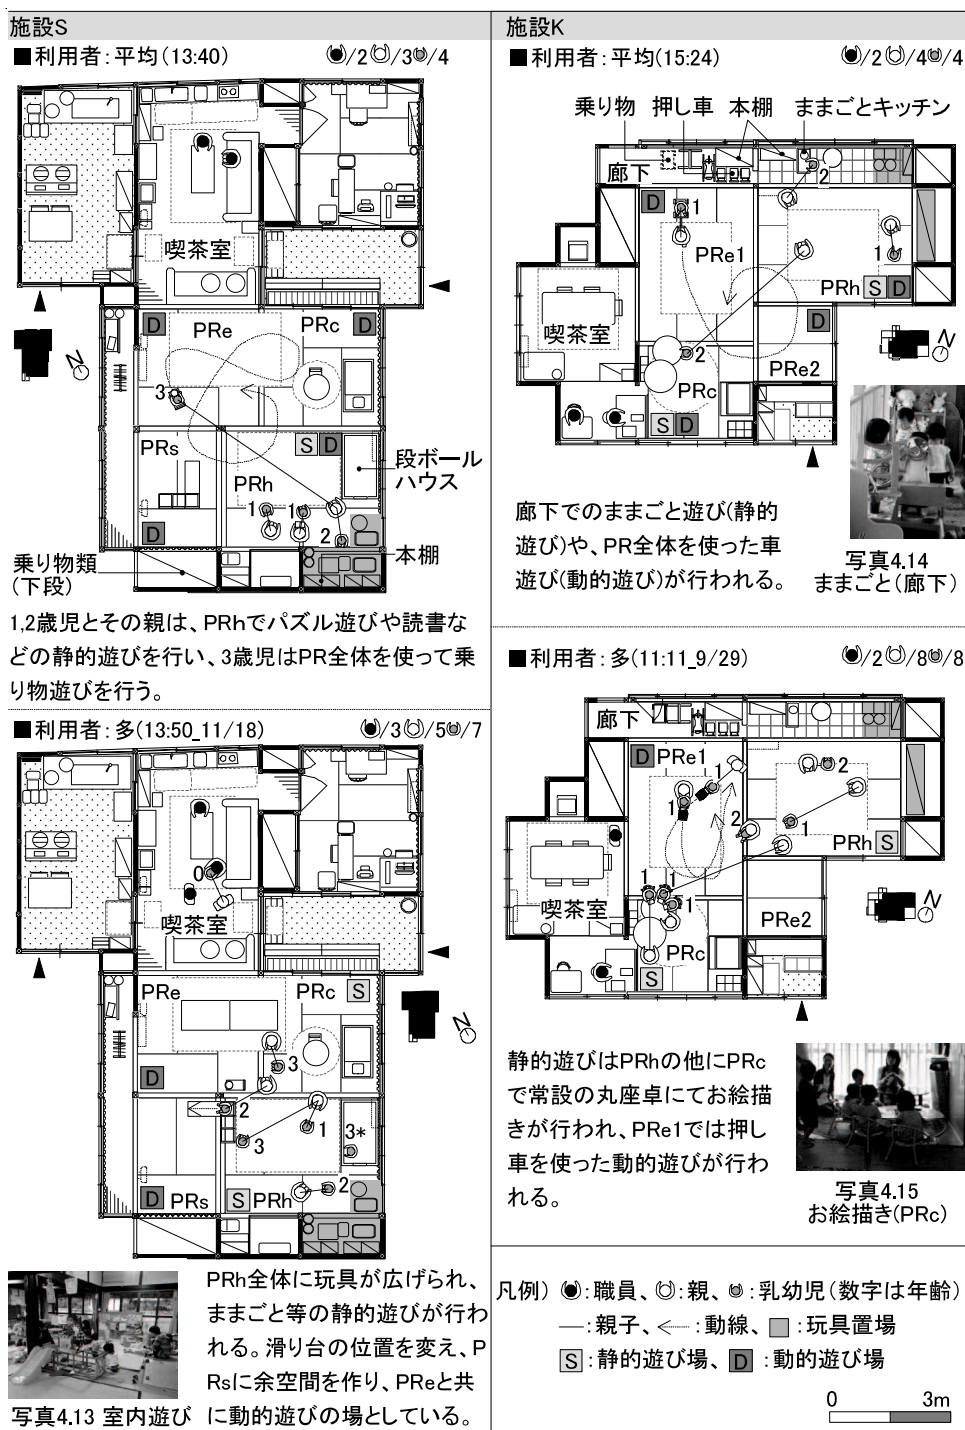 施設S
■利用者:平均(13:40) /2 /3 /4
喫茶室
D
PRe
PRc
D
3
PRs
S
D
段ボール
ハウス
PRh
1
1
2
D
本棚
乗り物類
(下段)
1,2歳児とその親は、PRhでパズル遊びや読書な
どの静的遊びを行い、3歳児はPR全体を使って乗
り物遊びを行う。
■利用者:多(13:50_11/18) /3 /5 /7
0
喫茶室
PRe
PRc
S
3
D
2
3
1
3*
2
D
PRs
S
PRh
N
PRh全体に玩具が広げられ、
ままごと等の静的遊びが行わ
れる。滑り台の位置を変え、P
Rsに余空間を作り、PReと共
に動的遊びの場としている。
写真4.13 室内遊び
施設K
■利用者:平均(15:24) /2 /4 /4
乗り物 押し車 本棚 ままごとキッチン
廊下
2
D
1
PRe1
1
PRh
S
D
喫茶室
D
2
PRe2
PRc
S
D
N
廊下でのままごと遊び(静的
遊び)や、PR全体を使った車
遊び(動的遊び)が行われる。
写真4.14
ままごと(廊下)
■利用者:多(11:11_9/29) /2 /8 /8
廊下
D
PRe1
1
2
1
2
1
PRh
S
1
1
1
喫茶室
PRe2
PRc
S
N
静的遊びはPRhの他にPRc
で常設の丸座卓にてお絵描
きが行われ、PRe1では押し
車を使った動的遊びが行わ
れる。
写真4.15
お絵描き(PRc)
凡例) :職員、 :親、 :乳幼児(数字は年齢)
―:親子、 :動線、 :玩具置場
S:静的遊び場、 D:動的遊び場
0 3m